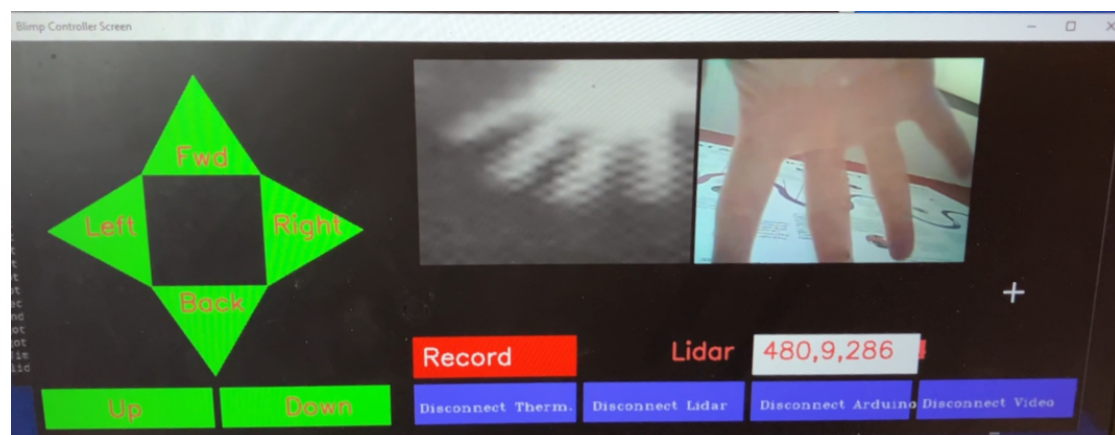 Blimp Controller Screen
Fwd
Left Right
Back
Up Down
Record
Lidar 480,9,286
Disconnect Therm. Disconnect Lidar Disconnect Arduino Disconnect Video